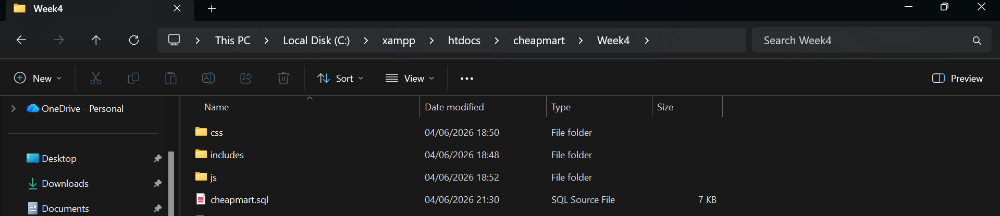 Week4
This PC > Local Disk (C:) > xampp > htdocs > cheapmart > Week4 >
Search Week4
New
Sort
View
Preview
OneDrive - Personal
Desktop
Downloads
Documents
Name Date modified Type Size
css 04/06/2026 18:50 File folder
includes 04/06/2026 18:48 File folder
js 04/06/2026 18:52 File folder
cheapmart.sql 04/06/2026 21:30 SQL Source File 7 KB